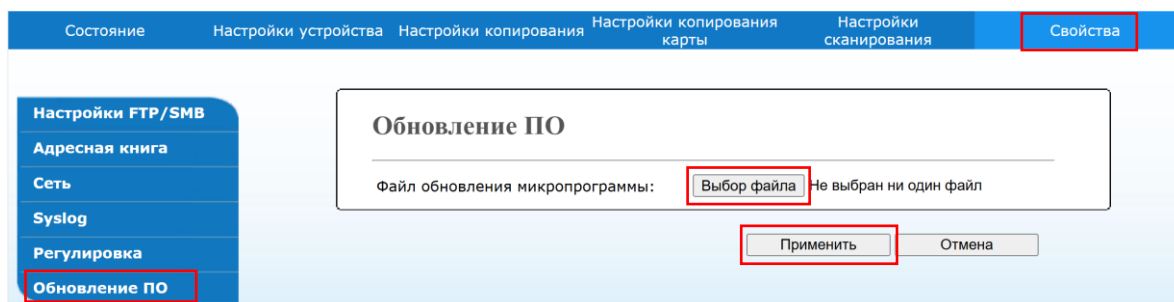 Состояние Настройки устройства Настройки копирования Настройки копирования карты Настройки сканирования Свойства
Настройки FTP/SMB
Адресная книга
Сеть
Syslog
Регулировка
Обновление ПО
Обновление ПО
Файл обновления микропрограммы: Выбор файла Не выбран ни один файл
Применить Отмена